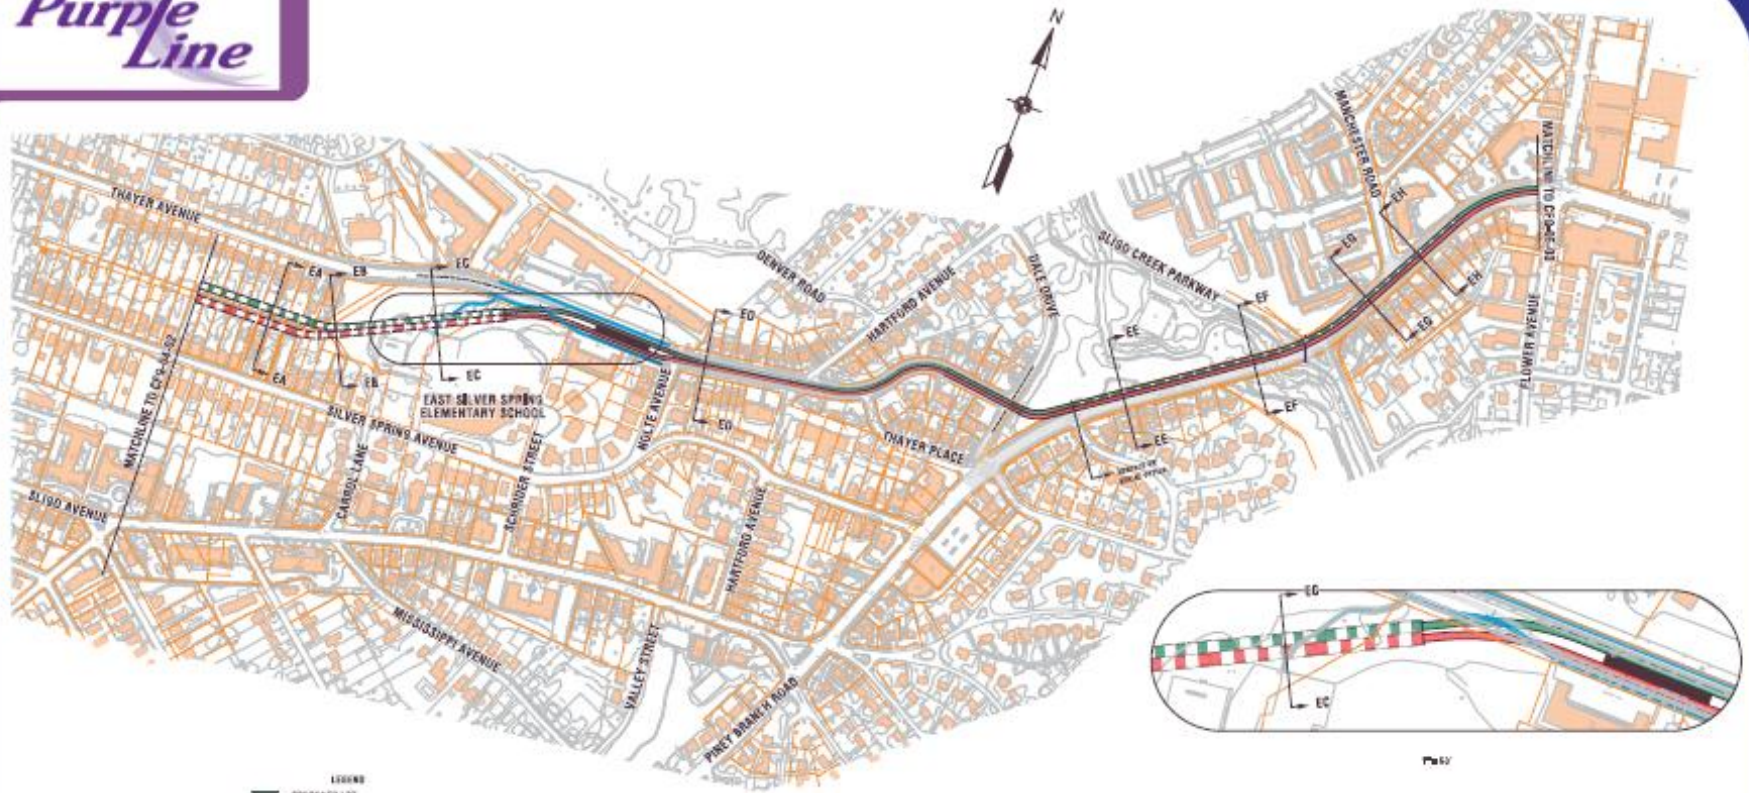 Purple
Line
N
THAYER AVENUE
MANCHESTER ROAD
EH
EH
EG
EG
SLIGO CREEK PARKWAY
DALE DRIVE
DENVER ROAD
HARTFORD AVENUE
EA
EB
EC
ED
EE
EF
EA
EB
EC
ED
EE
EF
FLOWER AVENUE
EAST SILVER SPRING
ELEMENTARY SCHOOL
SILVER SPRING AVENUE
NOLTE AVENUE
THAYER PLACE
SCHRIDER STREET
CARROLL LANE
SLIGO AVENUE
HARTFORD AVENUE
MISSISSIPPI AVENUE
VALLEY STREET
PINEY BRANCH ROAD
EC
EC
LEGEND